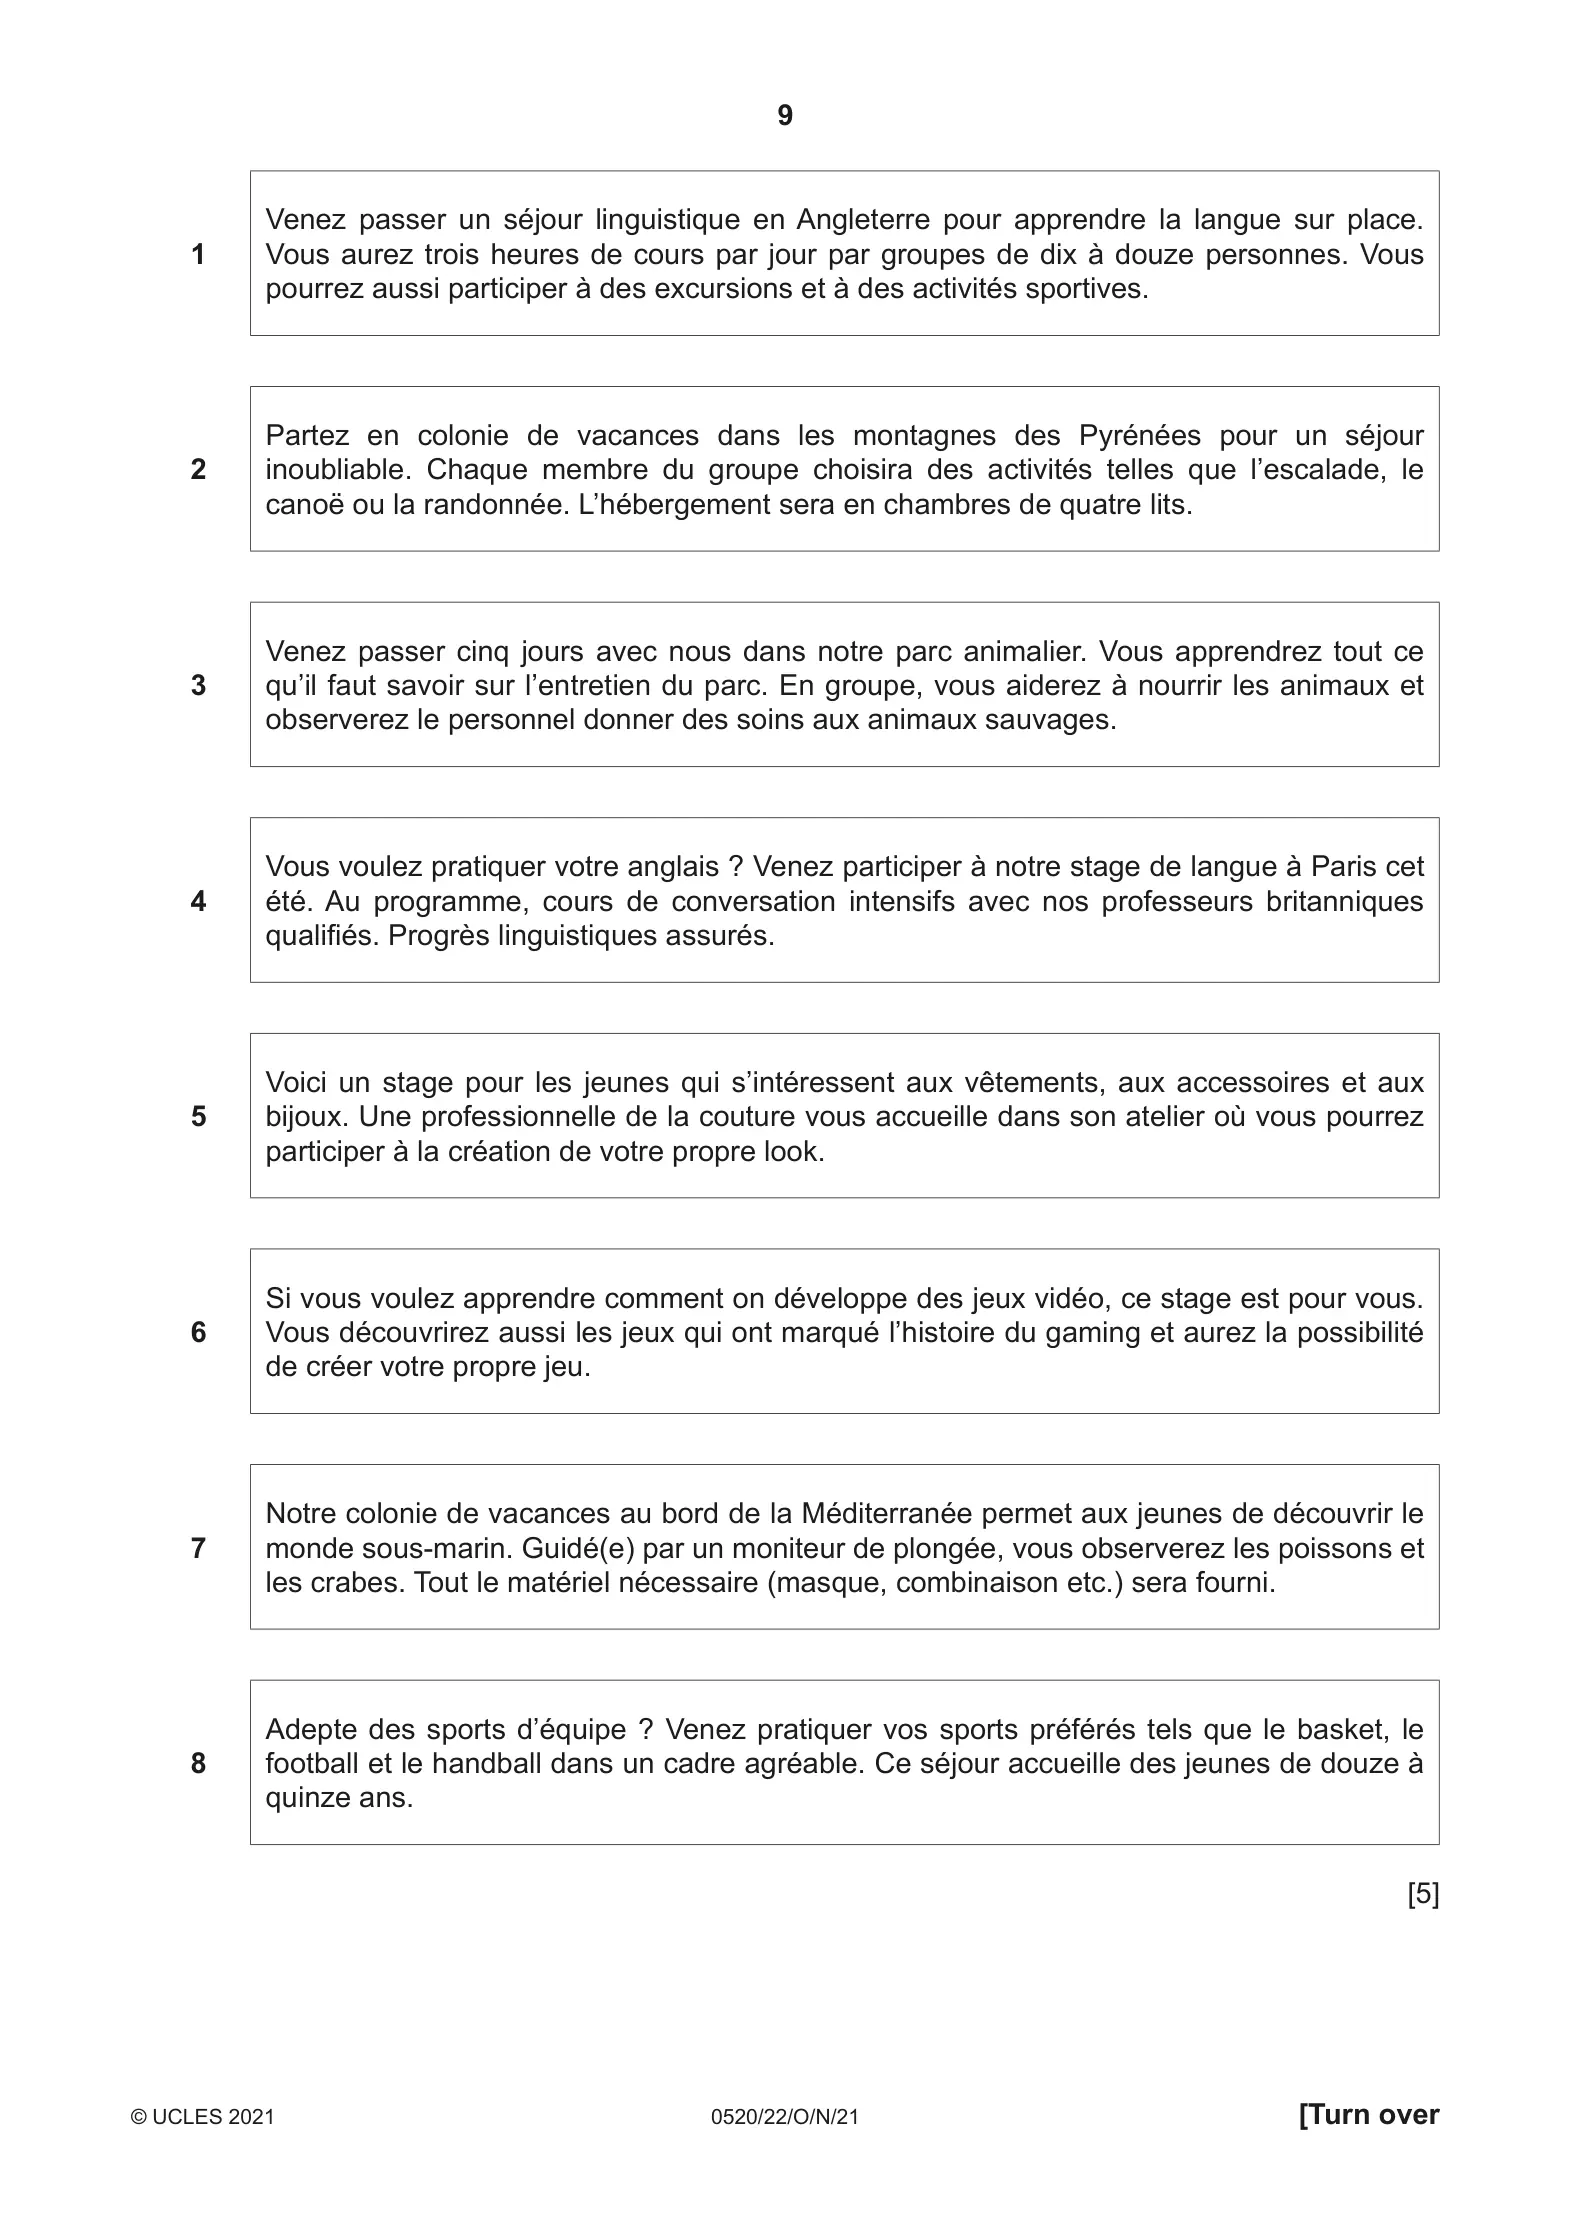 9
1
Venez passer un séjour linguistique en Angleterre pour apprendre la langue sur place.
Vous aurez trois heures de cours par jour par groupes de dix à douze personnes. Vous
pourrez aussi participer à des excursions et à des activités sportives.
2
Partez en colonie de vacances dans les montagnes des Pyrénées pour un séjour
inoubliable. Chaque membre du groupe choisira des activités telles que l’escalade, le
canoë ou la randonnée. L’hébergement sera en chambres de quatre lits.
3
Venez passer cinq jours avec nous dans notre parc animalier. Vous apprendrez tout ce
qu’il faut savoir sur l’entretien du parc. En groupe, vous aiderez à nourrir les animaux et
observerez le personnel donner des soins aux animaux sauvages.
4
Vous voulez pratiquer votre anglais ? Venez participer à notre stage de langue à Paris cet
été. Au programme, cours de conversation intensifs avec nos professeurs britanniques
qualifiés. Progrès linguistiques assurés.
5
Voici un stage pour les jeunes qui s’intéressent aux vêtements, aux accessoires et aux
bijoux. Une professionnelle de la couture vous accueille dans son atelier où vous pourrez
participer à la création de votre propre look.
6
Si vous voulez apprendre comment on développe des jeux vidéo, ce stage est pour vous.
Vous découvrirez aussi les jeux qui ont marqué l’histoire du gaming et aurez la possibilité
de créer votre propre jeu.
7
Notre colonie de vacances au bord de la Méditerranée permet aux jeunes de découvrir le
monde sous-marin. Guidé(e) par un moniteur de plongée, vous observerez les poissons et
les crabes. Tout le matériel nécessaire (masque, combinaison etc.) sera fourni.
8
Adepte des sports d’équipe ? Venez pratiquer vos sports préférés tels que le basket, le
football et le handball dans un cadre agréable. Ce séjour accueille des jeunes de douze à
quinze ans.
[5]
© UCLES 2021
0520/22/O/N/21
[Turn over